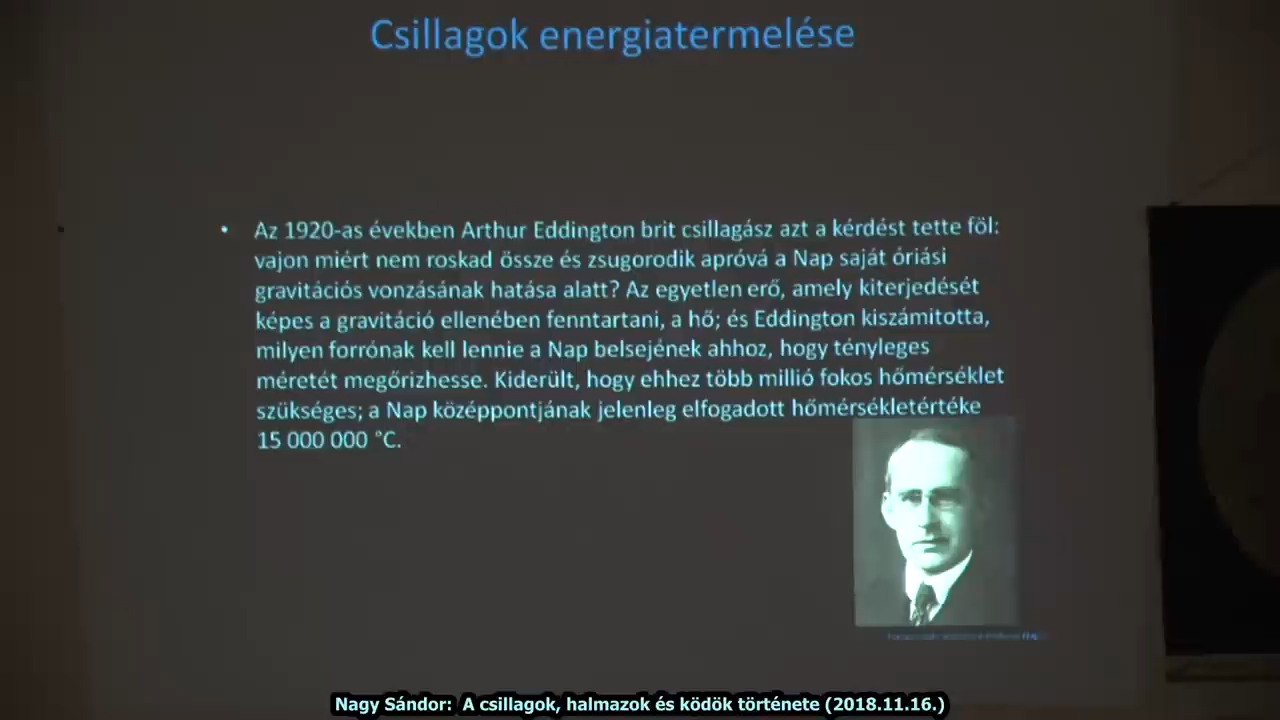 Csillagok energiatermelése
• Az 1920-as években Arthur Eddington brit csillagász azt a kérdést tette föl:
vajon miért nem roskad össze és zsugorodik apróvá a Nap saját óriási
gravitációs vonzásának hatása alatt? Az egyetlen erő, amely kiterjedését
képes a gravitáció ellenében fenntartani, a hő; és Eddington kiszámította,
milyen forrónak kell lennie a Nap belsejének ahhoz, hogy tényleges
méretét megőrizhesse. Kiderült, hogy ehhez több millió fokos hőmérséklet
szükséges; a Nap középpontjának jelenleg elfogadott hőmérsékletértéke
15 000 000 °C.
Nagy Sándor: A csillagok, halmazok és ködök története (2018.11.16.)